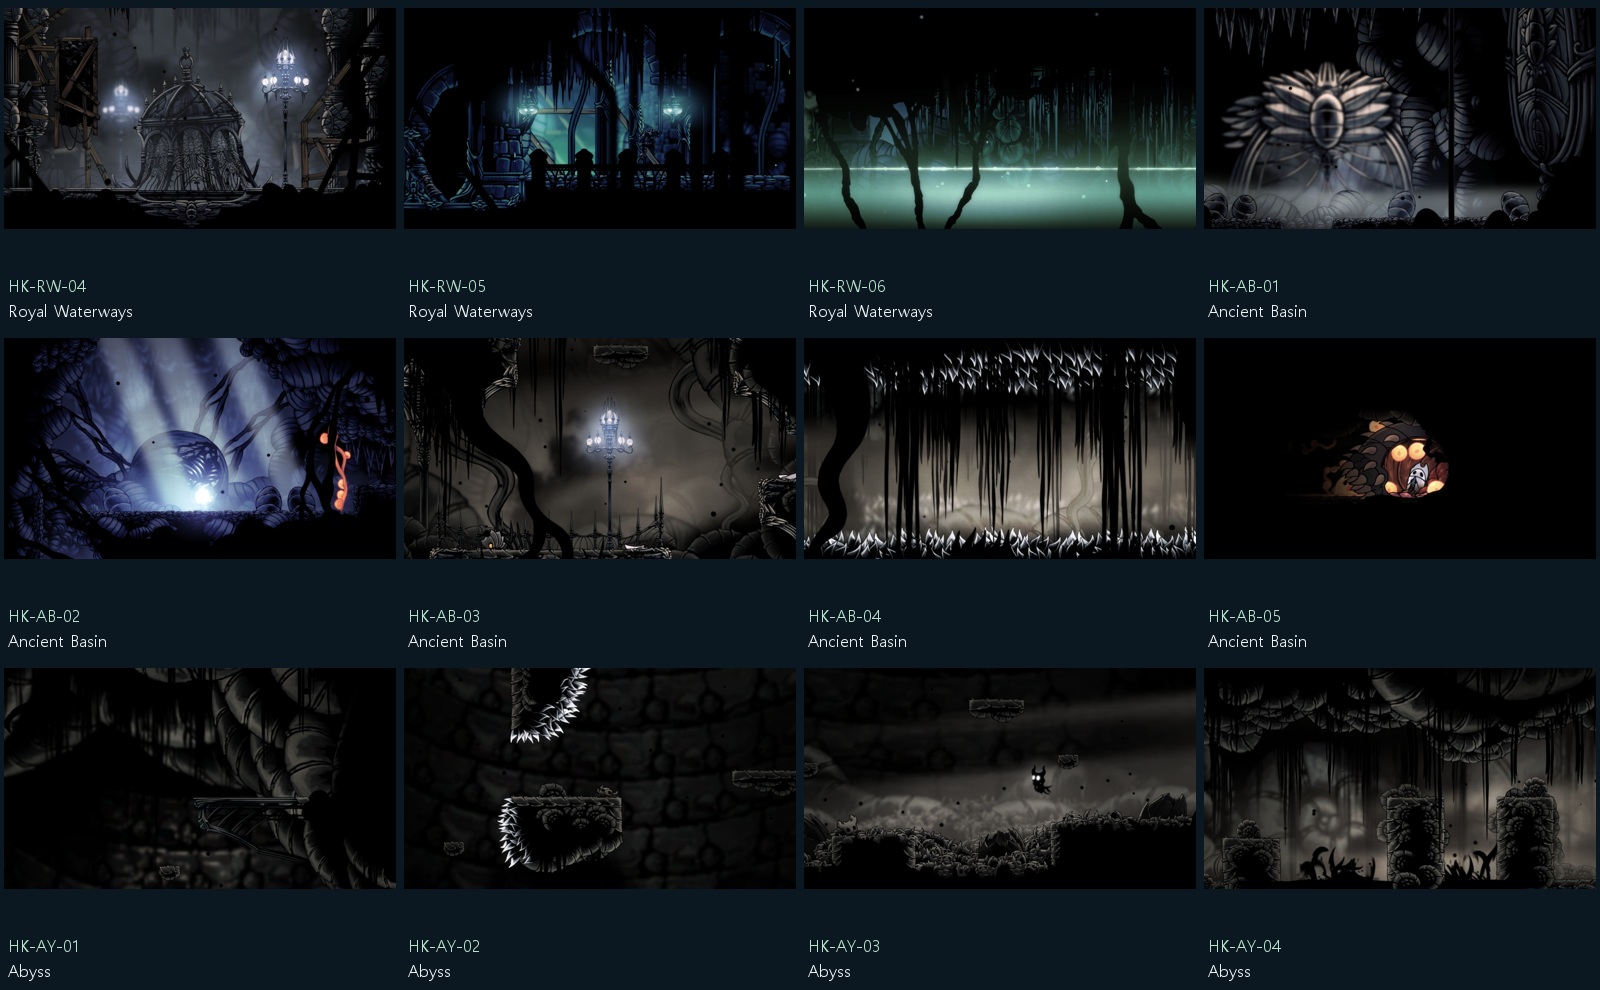 HK-RW-04
Royal Waterways
HK-RW-05
Royal Waterways
HK-RW-06
Royal Waterways
HK-AB-01
Ancient Basin
HK-AB-02
Ancient Basin
HK-AB-03
Ancient Basin
HK-AB-04
Ancient Basin
HK-AB-05
Ancient Basin
HK-AY-01
Abyss
HK-AY-02
Abyss
HK-AY-03
Abyss
HK-AY-04
Abyss